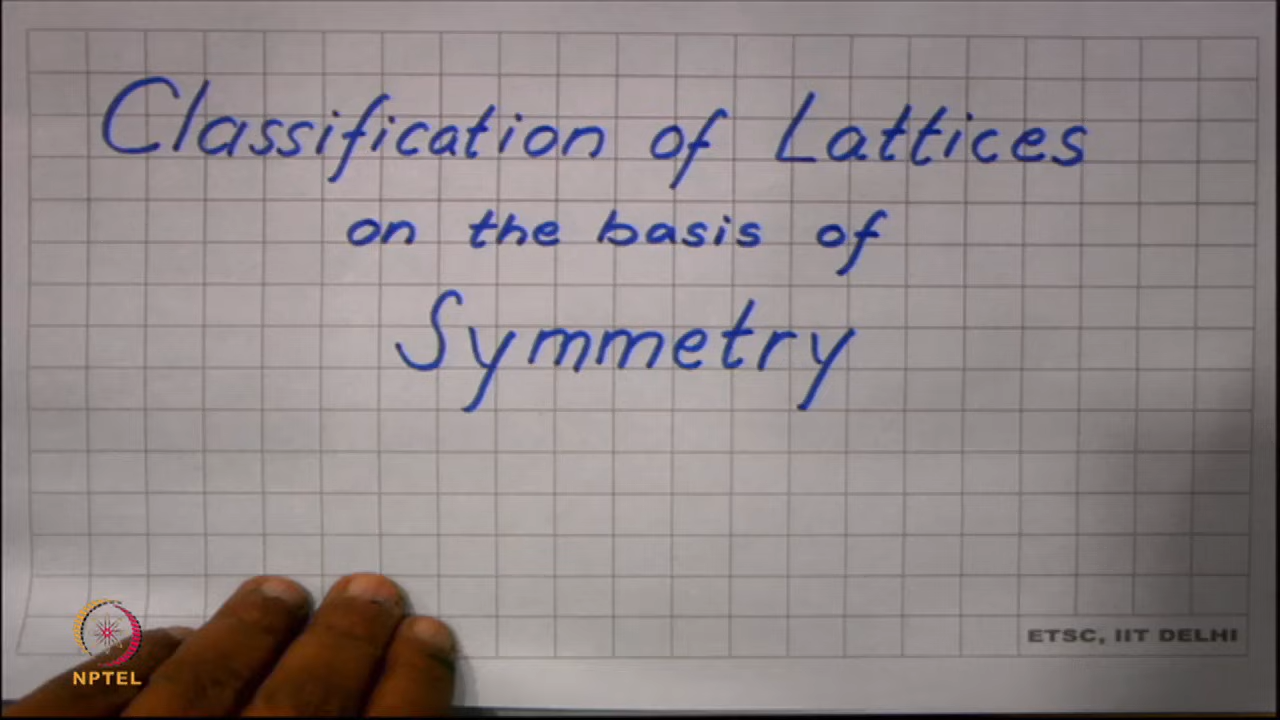 Classification of Lattices
on the basis of
Symmetry
ETSC, IIT DELHI
NPTEL